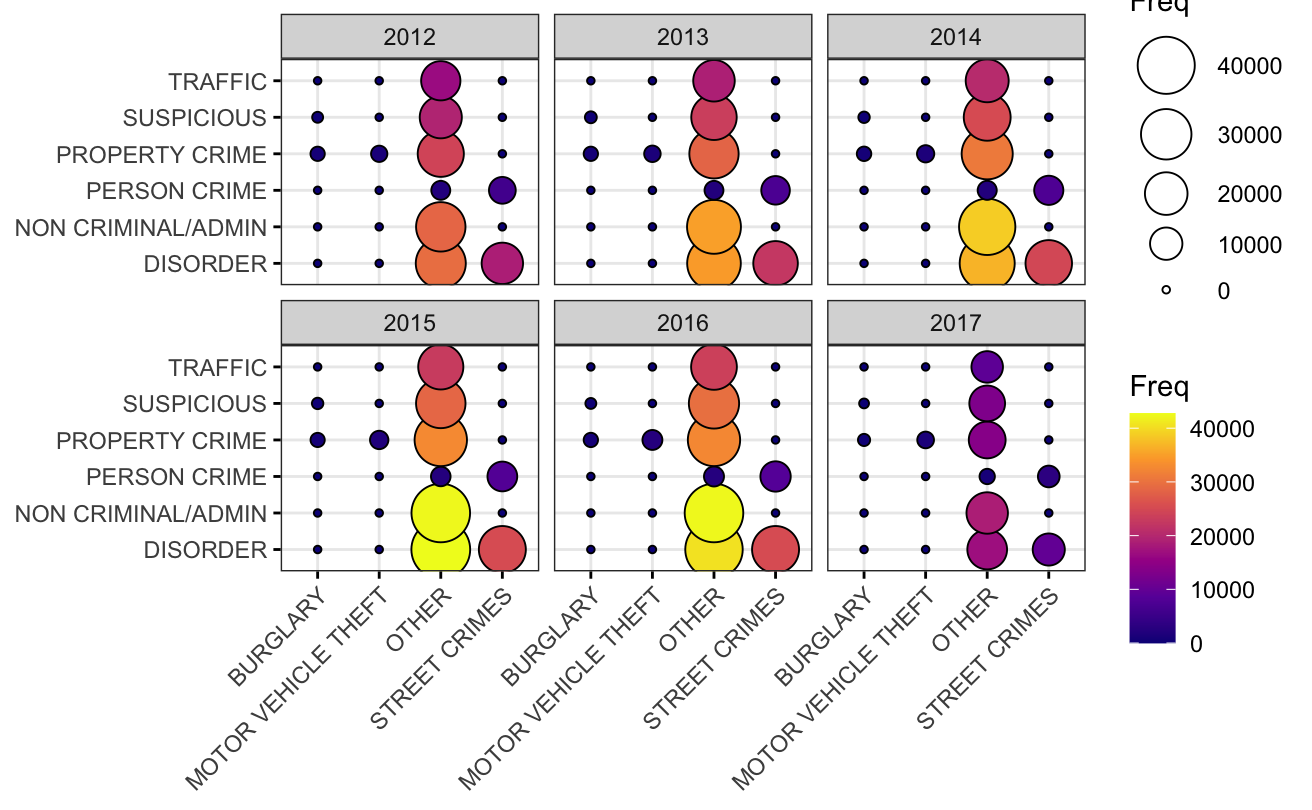 Freq
2012
2013
2014
TRAFFIC
SUSPICIOUS
PROPERTY CRIME
PERSON CRIME
NON CRIMINAL/ADMIN
DISORDER
40000
30000
20000
10000
0
2015
2016
2017
TRAFFIC
SUSPICIOUS
PROPERTY CRIME
PERSON CRIME
NON CRIMINAL/ADMIN
DISORDER
Freq
40000
30000
20000
10000
0
BURGLARY
MOTOR VEHICLE THEFT
OTHER
STREET CRIMES
BURGLARY
MOTOR VEHICLE THEFT
OTHER
STREET CRIMES
BURGLARY
MOTOR VEHICLE THEFT
OTHER
STREET CRIMES